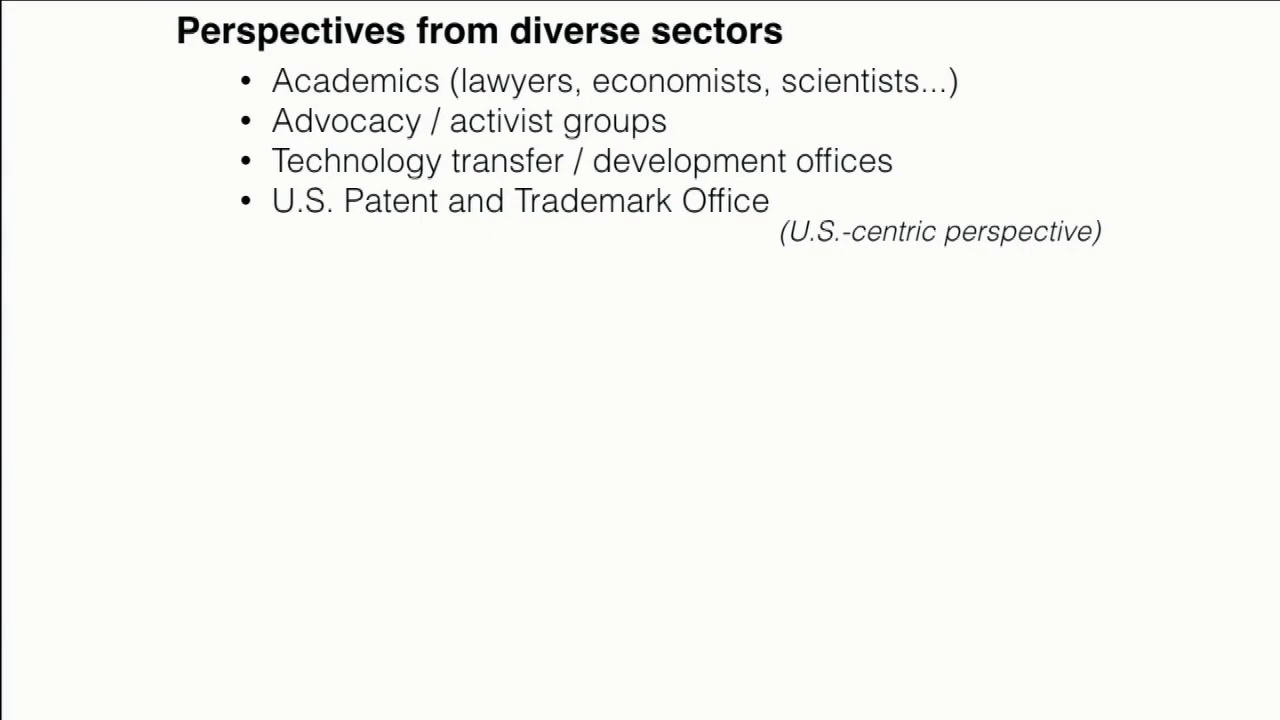 Perspectives from diverse sectors
• Academics (lawyers, economists, scientists...)
• Advocacy / activist groups
• Technology transfer / development offices
• U.S. Patent and Trademark Office
(U.S.-centric perspective)